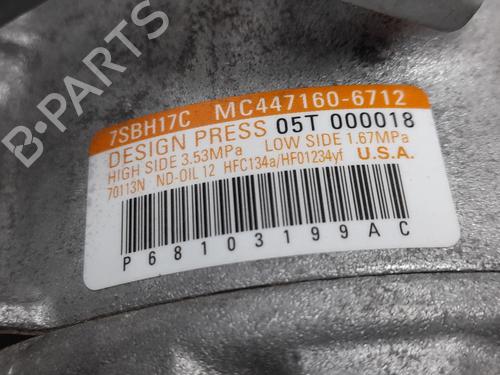 7SBH17C MC447160-6712
DESIGN PRESS 05T 000018
HIGH SIDE 3.53MPa LOW SIDE 1.67MPa
70113N ND-OIL 12 HFC134a/HFO1234yf U.S.A.
P68103199AC
B-PARTS